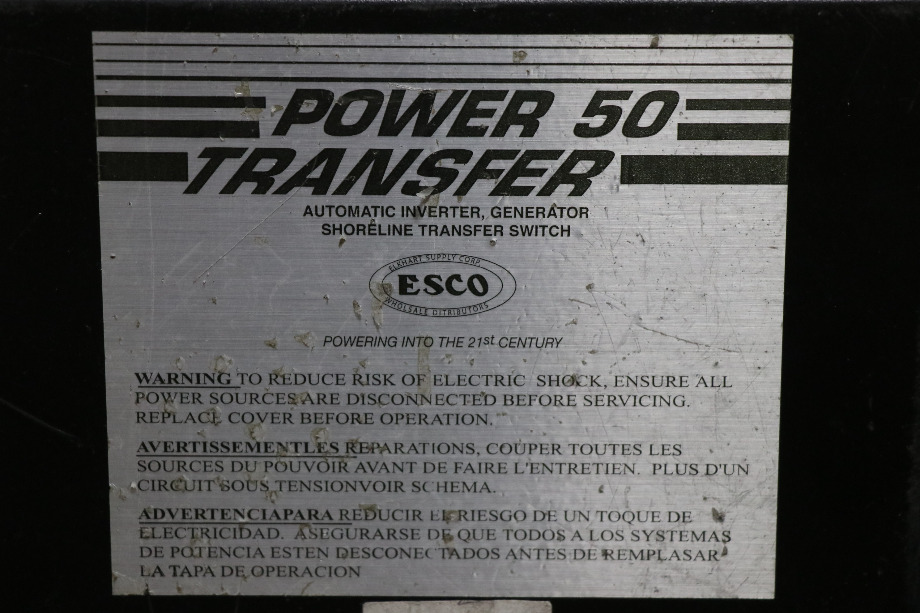 POWER 50
TRANSFER
AUTOMATIC INVERTER, GENERATOR
SHORELINE TRANSFER SWITCH
ELKHART SUPPLY CORP.
ESCO
WHOLSALE DITRIBUTORS
POWERING INTO THE 21st CENTURY
WARNING TO REDUCE RISK OF ELECTRIC SHOCK, ENSURE ALL
POWER SOURCES ARE DISCONNECTED BEFORE SERVICING.
REPLACE COVER BEFORE OPERATION.
AVERTISSEMENTLES REPARATIONS, COUPER TOUTES LES
SOURCES DU POUVOIR AVANT DE FAIRE L'ENTRETIEN. PLUS D'UN
CIRCUIT SOUS TENSIONVOIR SCHEMA.
ADVERTENCIAPARA REDUCIR EL RIESGO DE UN TOQUE DE
ELECTRICIDAD. ASEGURARSE DE QUE TODOS A LOS SYSTEMAS
DE POTENCIA ESTEN DESCONECTADOS ANTES DE REMPLASAR
LA TAPA DE OPERACION